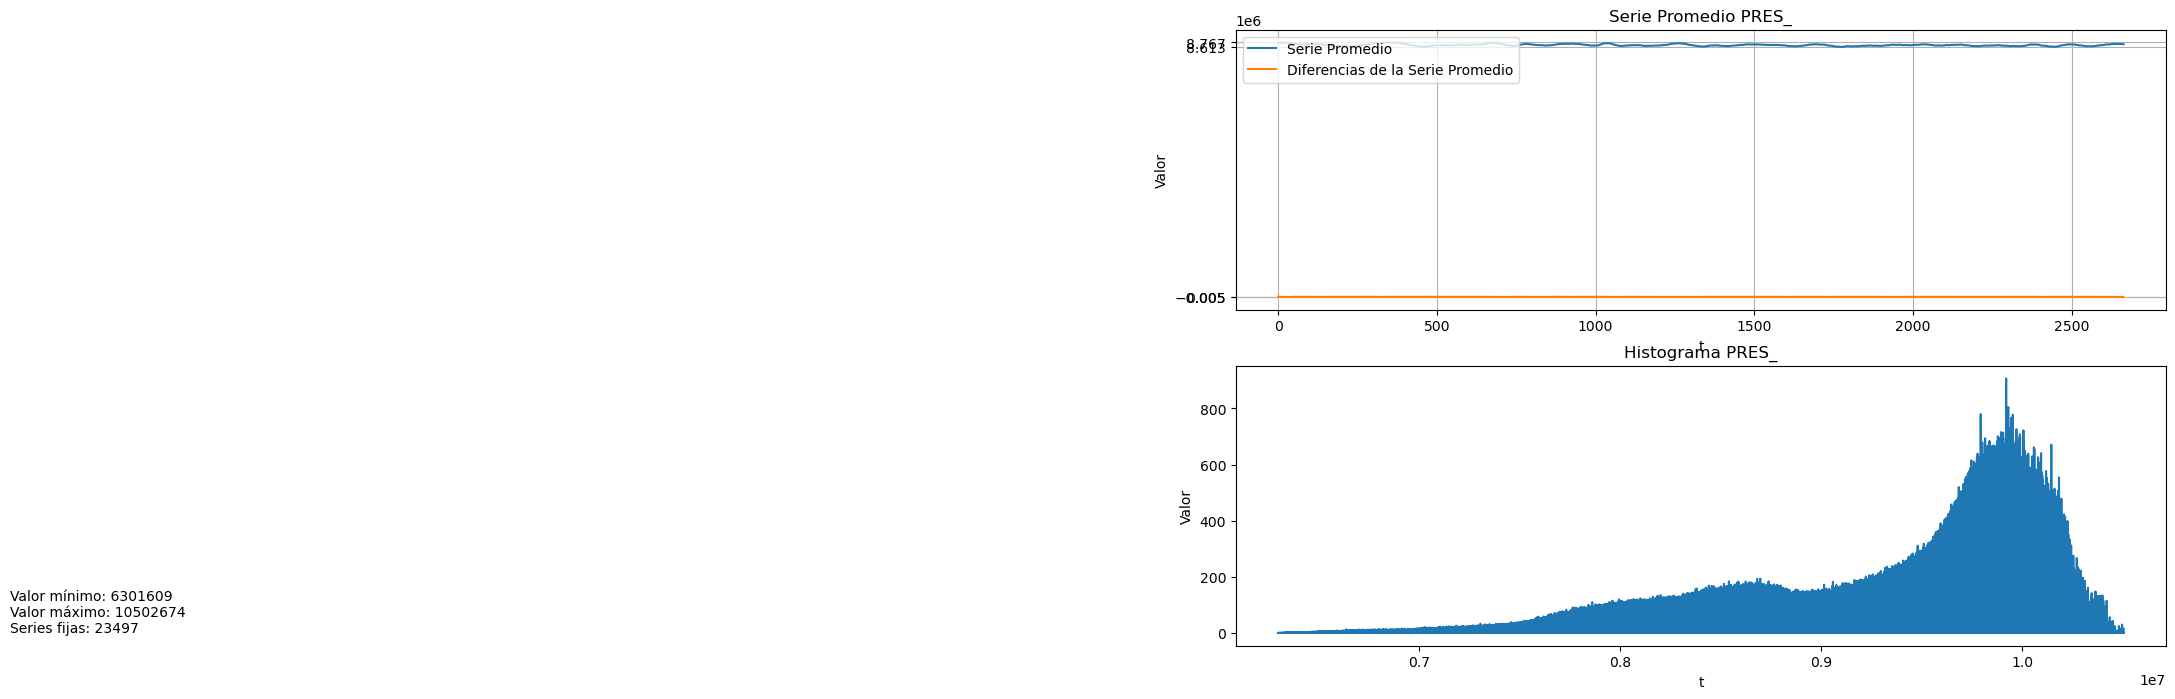 Serie Promedio PRES_
1e6
8.767
8.613
Serie Promedio
Diferencias de la Serie Promedio
Valor
0.005
0 500 1000 1500 2000 2500
t
Histograma PRES_
800
600
400
200
0
Valor
0.7 0.8 0.9 1.0
1e7
t
Valor mínimo: 6301609
Valor máximo: 10502674
Series fijas: 23497